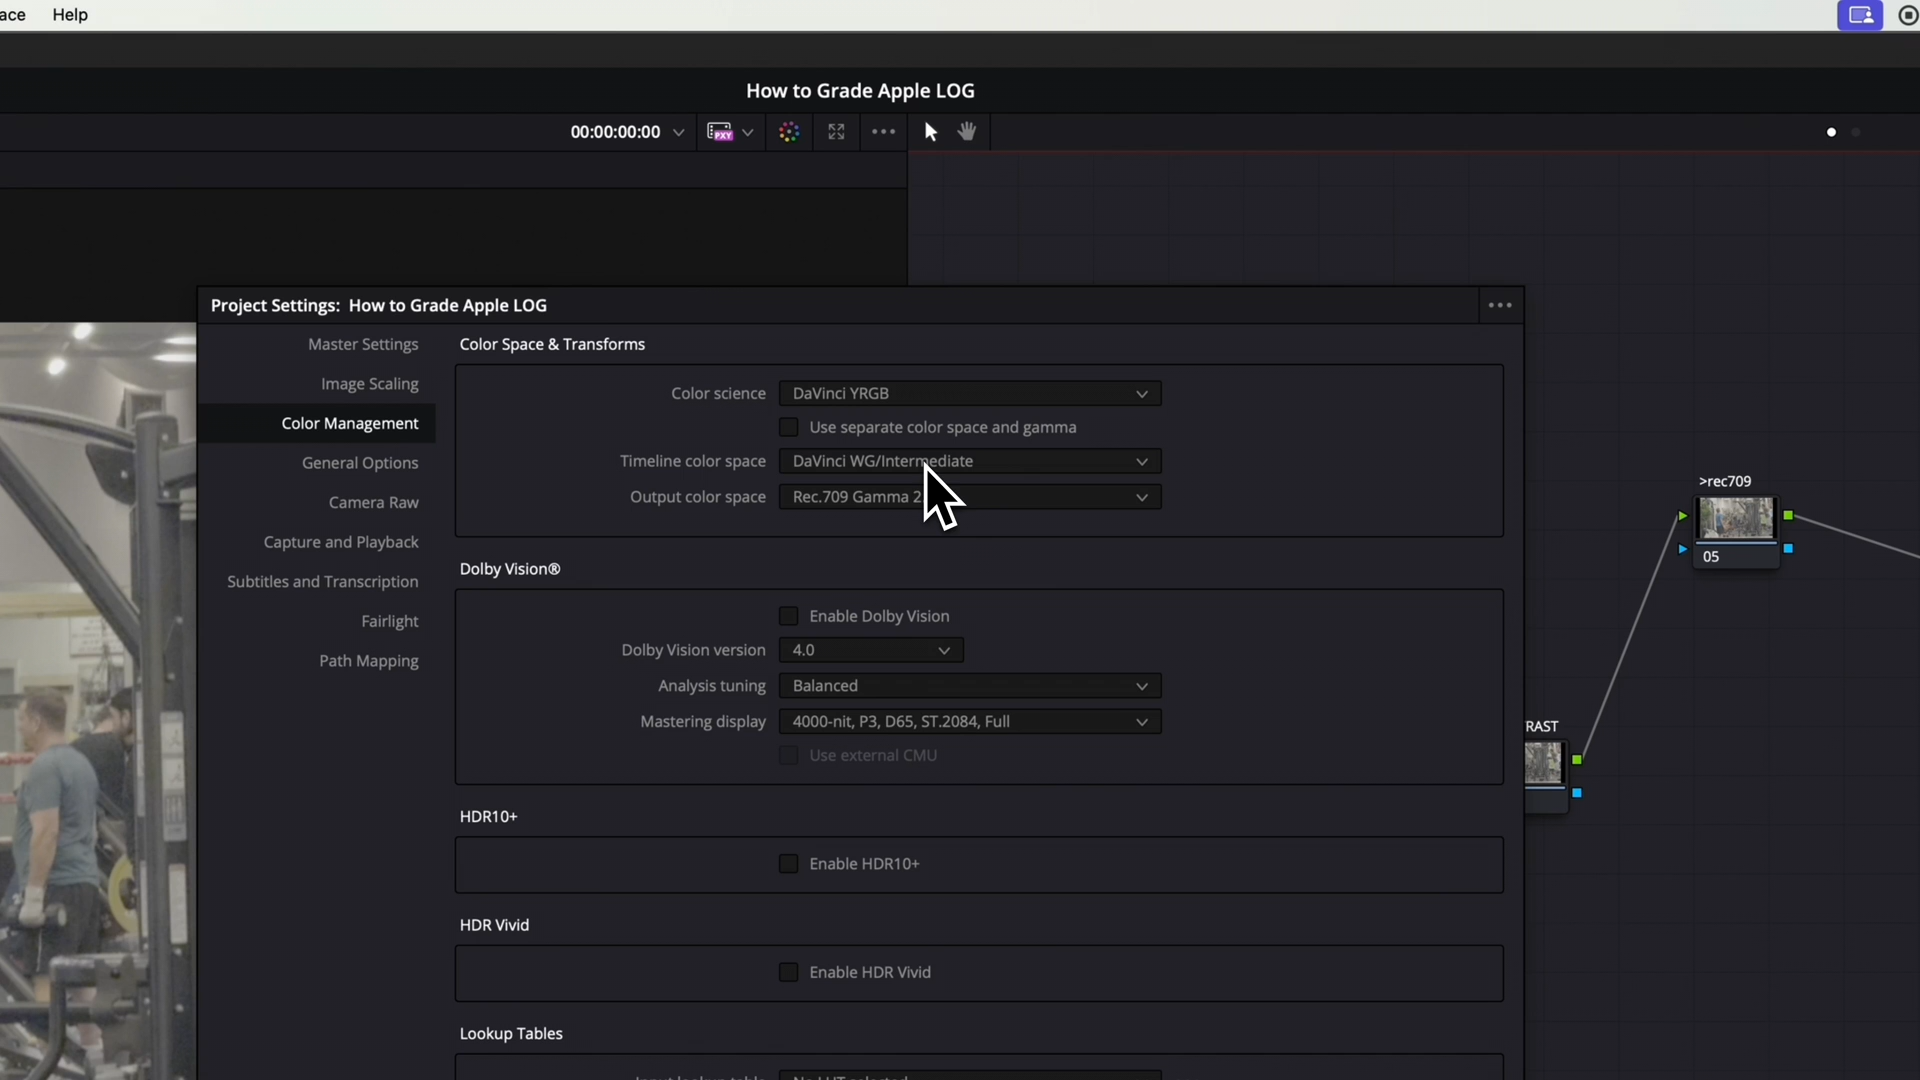 ace Help
How to Grade Apple LOG
00:00:00:00
PXY
Project Settings: How to Grade Apple LOG
Master Settings
Image Scaling
Color Management
General Options
Camera Raw
Capture and Playback
Subtitles and Transcription
Fairlight
Path Mapping
Color Space & Transforms
Color science DaVinci YRGB
Use separate color space and gamma
Timeline color space DaVinci WG/Intermediate
Output color space Rec.709 Gamma 2
Dolby Vision®
Enable Dolby Vision
Dolby Vision version 4.0
Analysis tuning Balanced
Mastering display 4000-nit, P3, D65, ST.2084, Full
Use external CMU
HDR10+
Enable HDR10+
HDR Vivid
Enable HDR Vivid
Lookup Tables
>rec709
05
RAST